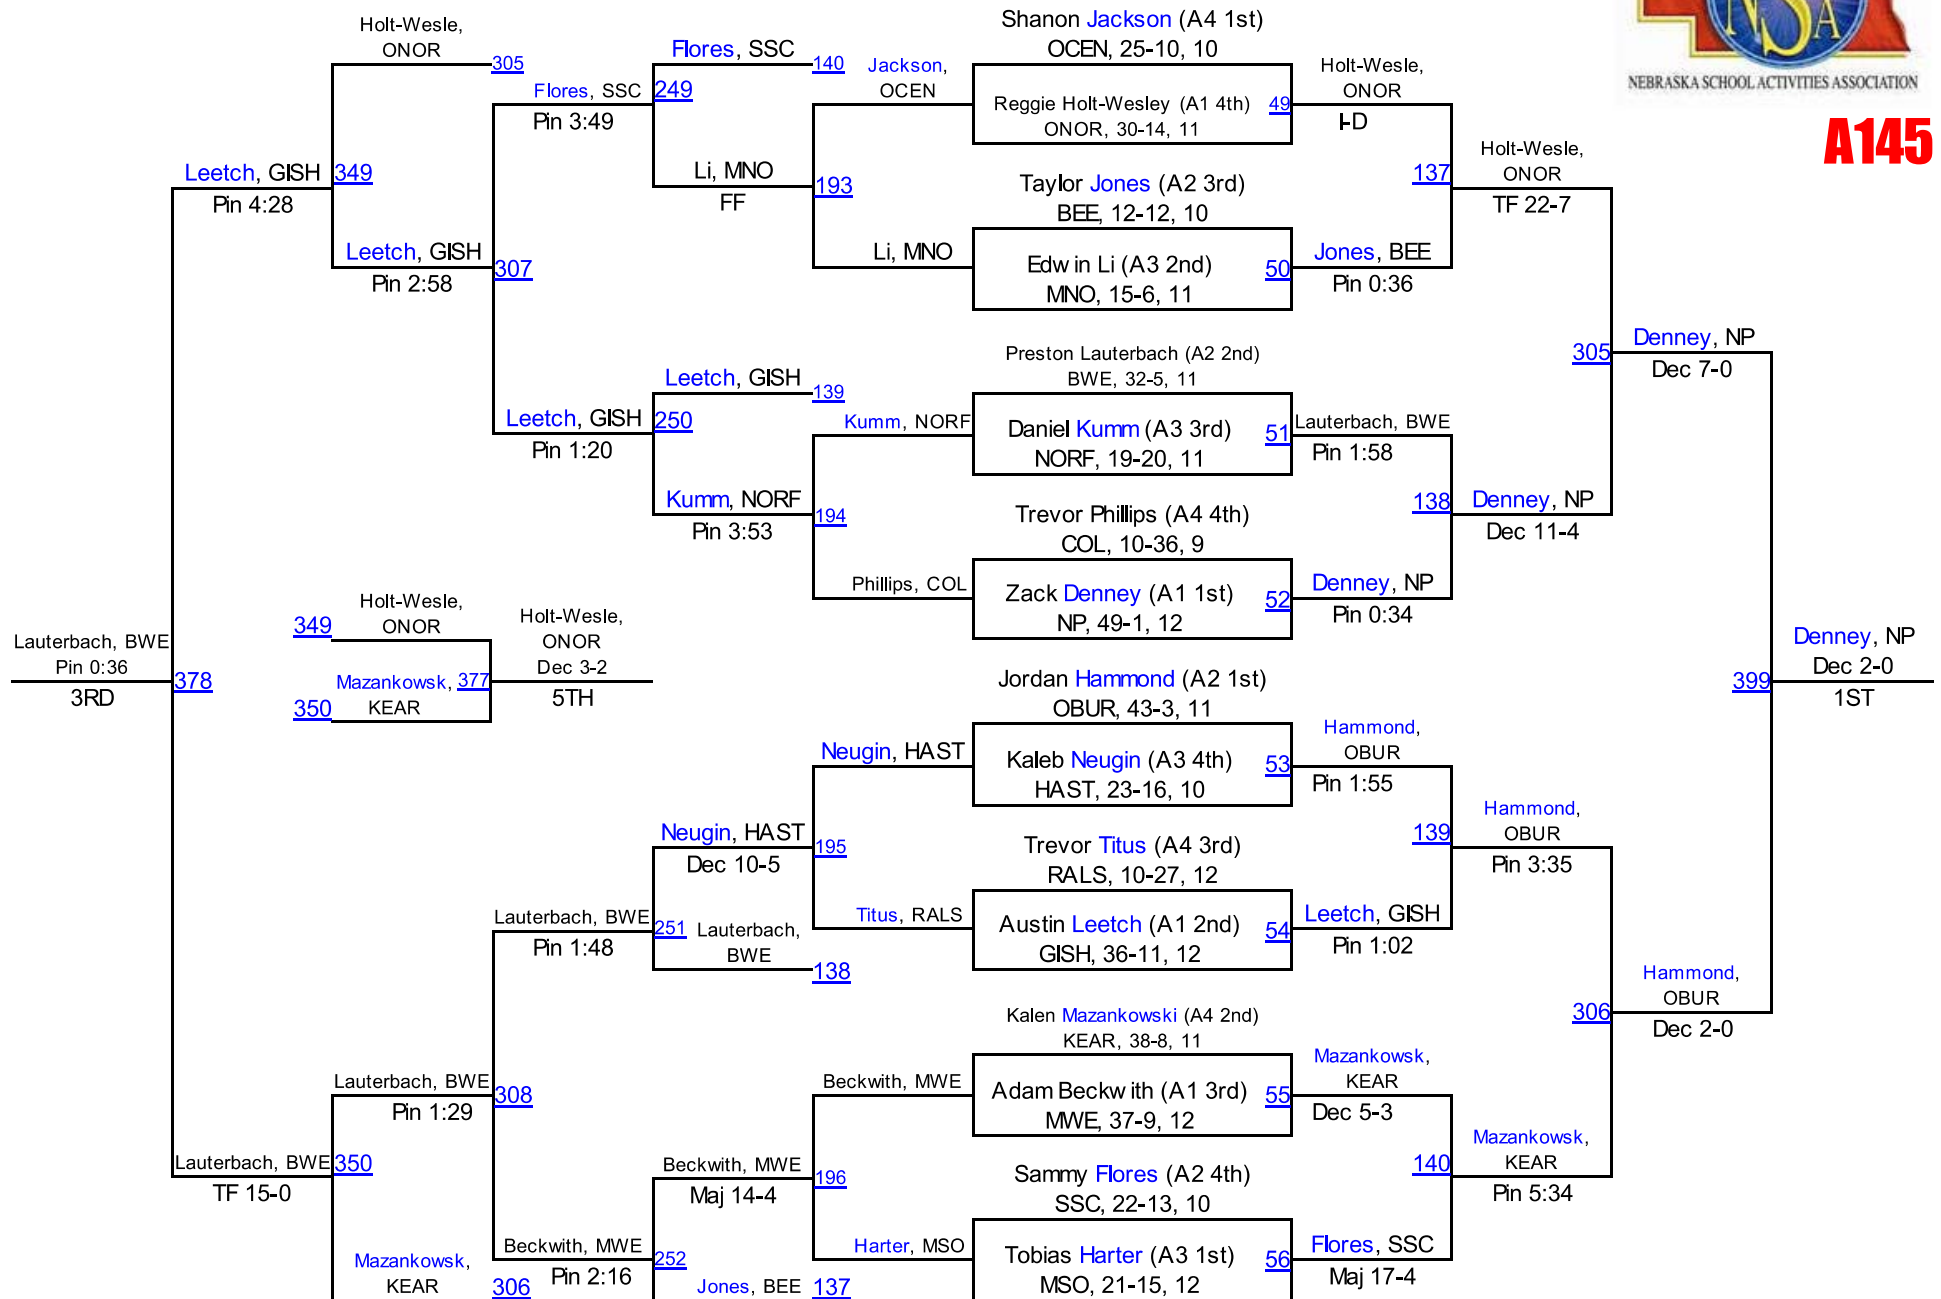 NSA
NEBRASKA SCHOOL ACTIVITIES ASSOCIATION
A145
Holt-Wesle,
ONOR
305
Leetch, GISH
349
Pin 4:28
Leetch, GISH
307
Pin 2:58
Flores, SSC
249
Pin 3:49
Flores, SSC
140
Li, MNO
193
FF
Jackson,
OCEN
Li, MNO
Leetch, GISH
250
Pin 1:20
Leetch, GISH
139
Kumm, NORF
194
Pin 3:53
Kumm, NORF
Phillips, COL
Lauterbach, BWE
Pin 0:36
378
3RD
349
Holt-Wesle,
ONOR
350
Mazankowsk,
KEAR
377
Holt-Wesle,
ONOR
Dec 3-2
5TH
Lauterbach, BWE
350
TF 15-0
Lauterbach, BWE
308
Pin 1:29
Mazankowsk,
KEAR
306
Lauterbach, BWE
251
Pin 1:48
Neugin, HAST
195
Dec 10-5
Lauterbach,
BWE
138
Neugin, HAST
Titus, RALS
Beckwith, MWE
252
Pin 2:16
Beckwith, MWE
196
Maj 14-4
Jones, BEE
137
Beckwith, MWE
Harter, MSO
Shanon Jackson (A4 1st)
OCEN, 25-10, 10
Reggie Holt-Wesley (A1 4th)
ONOR, 30-14, 11
49
Taylor Jones (A2 3rd)
BEE, 12-12, 10
Edwin Li (A3 2nd)
MNO, 15-6, 11
50
Preston Lauterbach (A2 2nd)
BWE, 32-5, 11
Daniel Kumm (A3 3rd)
NORF, 19-20, 11
51
Trevor Phillips (A4 4th)
COL, 10-36, 9
Zack Denney (A1 1st)
NP, 49-1, 12
52
Jordan Hammond (A2 1st)
OBUR, 43-3, 11
Kaleb Neugin (A3 4th)
HAST, 23-16, 10
53
Trevor Titus (A4 3rd)
RALS, 10-27, 12
Austin Leetch (A1 2nd)
GISH, 36-11, 12
54
Kalen Mazankowski (A4 2nd)
KEAR, 38-8, 11
Adam Beckwith (A1 3rd)
MWE, 37-9, 12
55
Sammy Flores (A2 4th)
SSC, 22-13, 10
Tobias Harter (A3 1st)
MSO, 21-15, 12
56
Holt-Wesle,
ONOR
I-D
Jones, BEE
Pin 0:36
137
Holt-Wesle,
ONOR
TF 22-7
Lauterbach, BWE
Pin 1:58
Denney, NP
Pin 0:34
138
Denney, NP
Dec 11-4
305
Denney, NP
Dec 7-0
Hammond,
OBUR
Pin 1:55
Leetch, GISH
Pin 1:02
139
Hammond,
OBUR
Pin 3:35
Mazankowsk,
KEAR
Dec 5-3
Flores, SSC
Maj 17-4
140
Mazankowsk,
KEAR
Pin 5:34
306
Hammond,
OBUR
Dec 2-0
399
Denney, NP
Dec 2-0
1ST